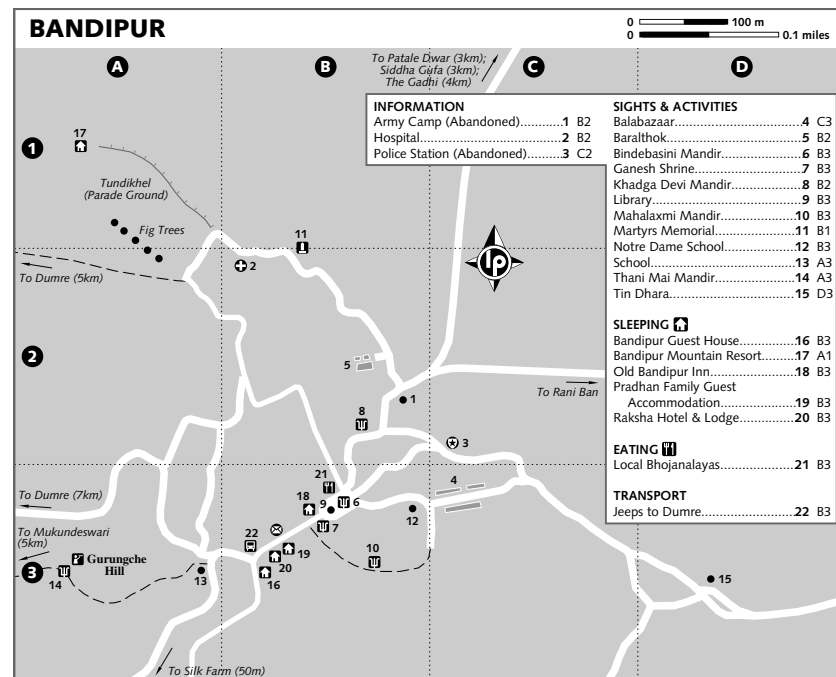 BANDIPUR
0 100 m
0 0.1 miles
A
B
C
D
To Patale Dwar (3km);
Siddha Gufa (3km);
The Gadhi (4km)
INFORMATION
Army Camp (Abandoned)............1 B2
Hospital............2 B2
Police Station (Abandoned)............3 C2
SIGHTS & ACTIVITIES
Balabazaar............4 C3
Baralthok............5 B2
Bindebasini Mandir............6 B3
Ganesh Shrine............7 B3
Khadga Devi Mandir............8 B2
Library............9 B3
Mahalaxmi Mandir............10 B3
Martyrs Memorial............11 B1
Notre Dame School............12 B3
School............13 A3
Thani Mai Mandir............14 A3
Tin Dhara............15 D3
SLEEPING
Bandipur Guest House............16 B3
Bandipur Mountain Resort............17 A1
Old Bandipur Inn............18 B3
Pradhan Family Guest
Accommodation............19 B3
Raksha Hotel & Lodge............20 B3
EATING
Local Bhojanalayas............21 B3
TRANSPORT
Jeeps to Dumre............22 B3
1
17
Tundikhel
(Parade Ground)
Fig Trees
11
2
lp
To Dumre (5km)
2
5
1
To Rani Ban
8
3
21
4
To Dumre (7km)
18
9
6
12
7
To Mukundeswari
(5km)
22
19
10
Gurungche
Hill
3
14
13
20
16
15
To Silk Farm (50m)